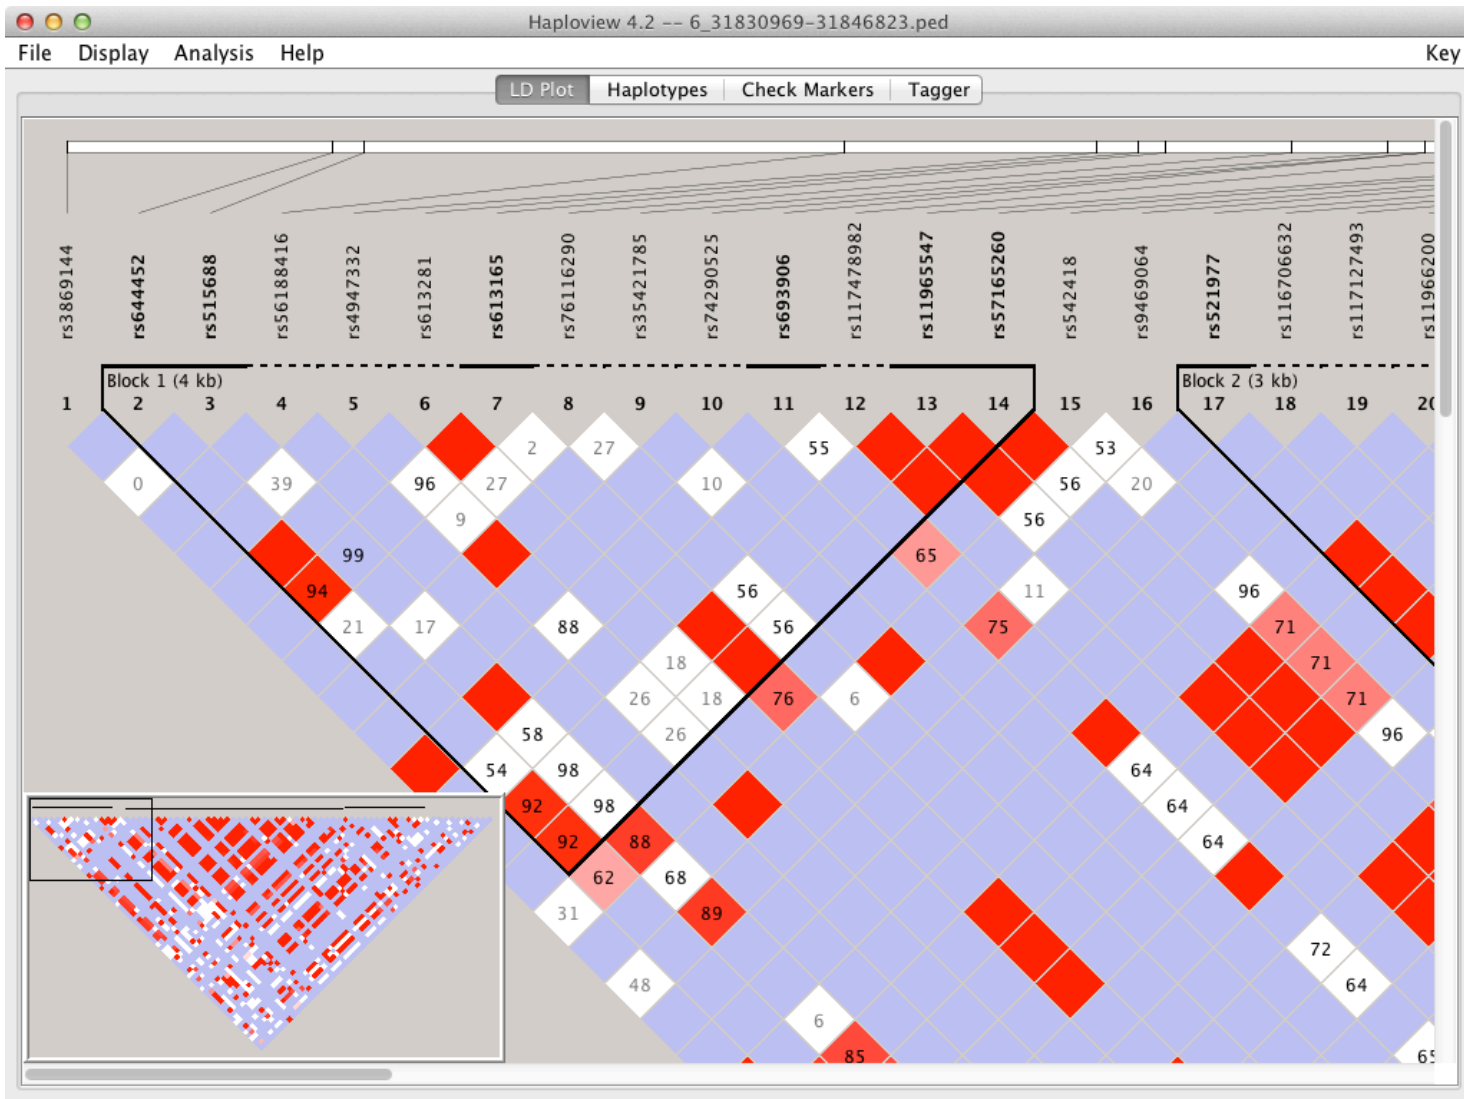 Haploview 4.2 -- 6_31830969-31846823.ped
File Display Analysis Help Key
LD Plot Haplotypes Check Markers Tagger
rs3869144
rs644452
rs515688
rs56188416
rs4947332
rs613281
rs613165
rs76116290
rs35421785
rs74290525
rs693906
rs117478982
rs11965547
rs57165260
rs542418
rs9469064
rs521977
rs116706632
rs117127493
rs11966200
Block 1 (4 kb) Block 2 (3 kb)
1 2 3 4 5 6 7 8 9 10 11 12 13 14 15 16 17 18 19 20
2 27 55 53
0 39 96 27 10 56 20
9 56
99 65
94 56 11 96
21 17 88 56 75 71
18 71
26 18 76 6 71
58 26 96
54 98 64
92 98 64
92 88 64
62 68
31 89
72
48 64
6
85 65